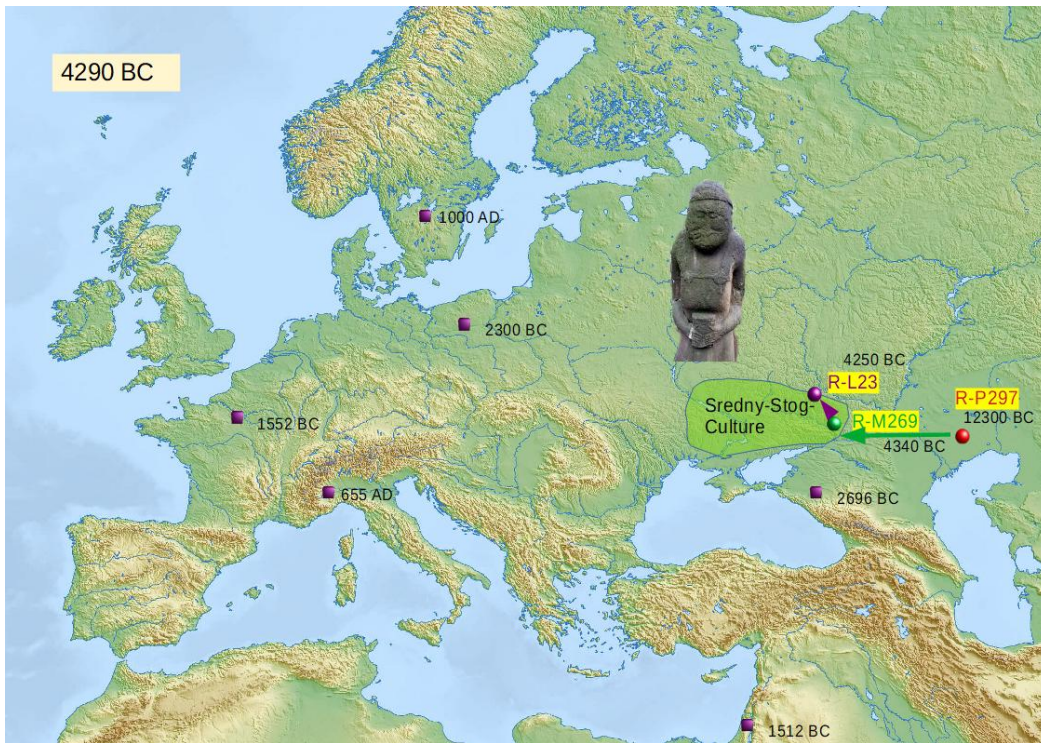 4290 BC
1000 AD
2300 BC
4250 BC
R-L23
R-P297
Sredny-Stog-
Culture
12300 BC
R-M269
1552 BC
4340 BC
655 AD
2696 BC
1512 BC